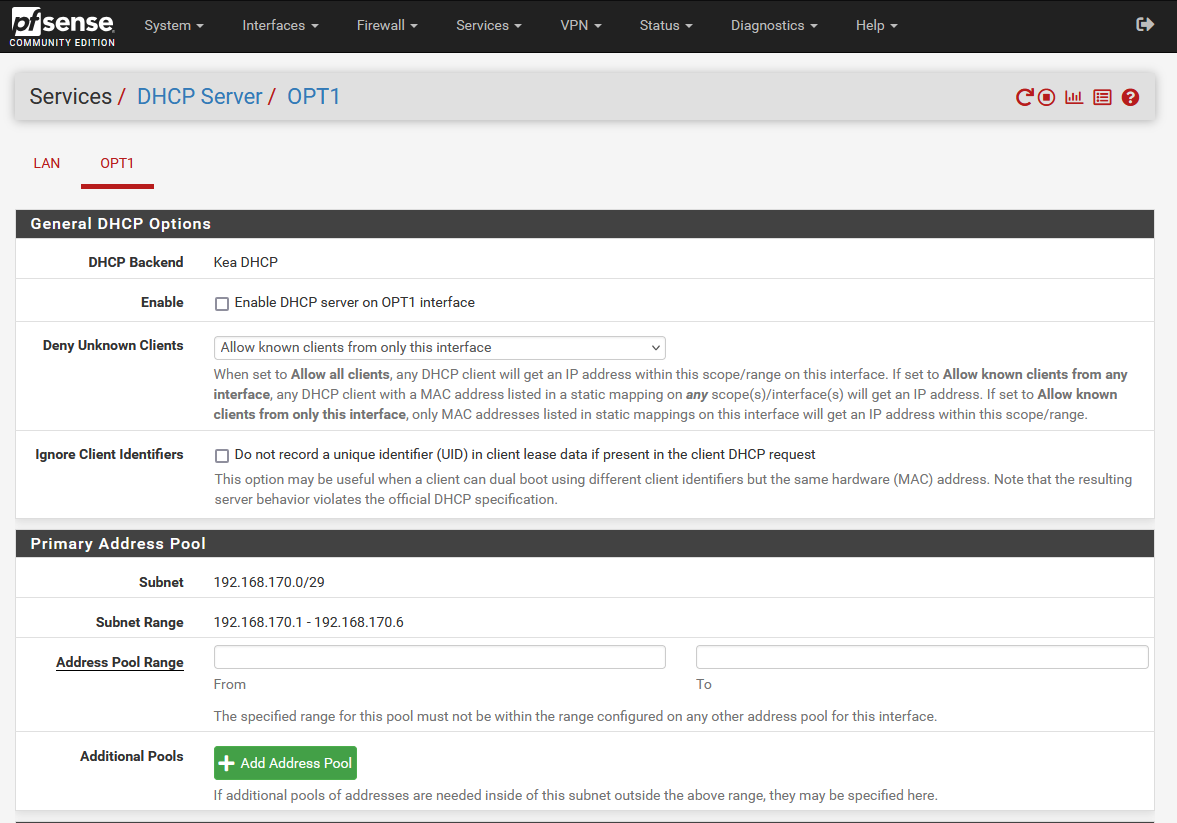 pfsense
COMMUNITY EDITION
System Interfaces Firewall Services VPN Status Diagnostics Help
Services / DHCP Server / OPT1
LAN OPT1
General DHCP Options
DHCP Backend Kea DHCP
Enable Enable DHCP server on OPT1 interface
Deny Unknown Clients Allow known clients from only this interface
When set to Allow all clients, any DHCP client will get an IP address within this scope/range on this interface. If set to Allow known clients from any
interface, any DHCP client with a MAC address listed in a static mapping on any scope(s)/interface(s) will get an IP address. If set to Allow known
clients from only this interface, only MAC addresses listed in static mappings on this interface will get an IP address within this scope/range.
Ignore Client Identifiers Do not record a unique identifier (UID) in client lease data if present in the client DHCP request
This option may be useful when a client can dual boot using different client identifiers but the same hardware (MAC) address. Note that the resulting
server behavior violates the official DHCP specification.
Primary Address Pool
Subnet 192.168.170.0/29
Subnet Range 192.168.170.1 - 192.168.170.6
Address Pool Range
From To
The specified range for this pool must not be within the range configured on any other address pool for this interface.
Additional Pools Add Address Pool
If additional pools of addresses are needed inside of this subnet outside the above range, they may be specified here.